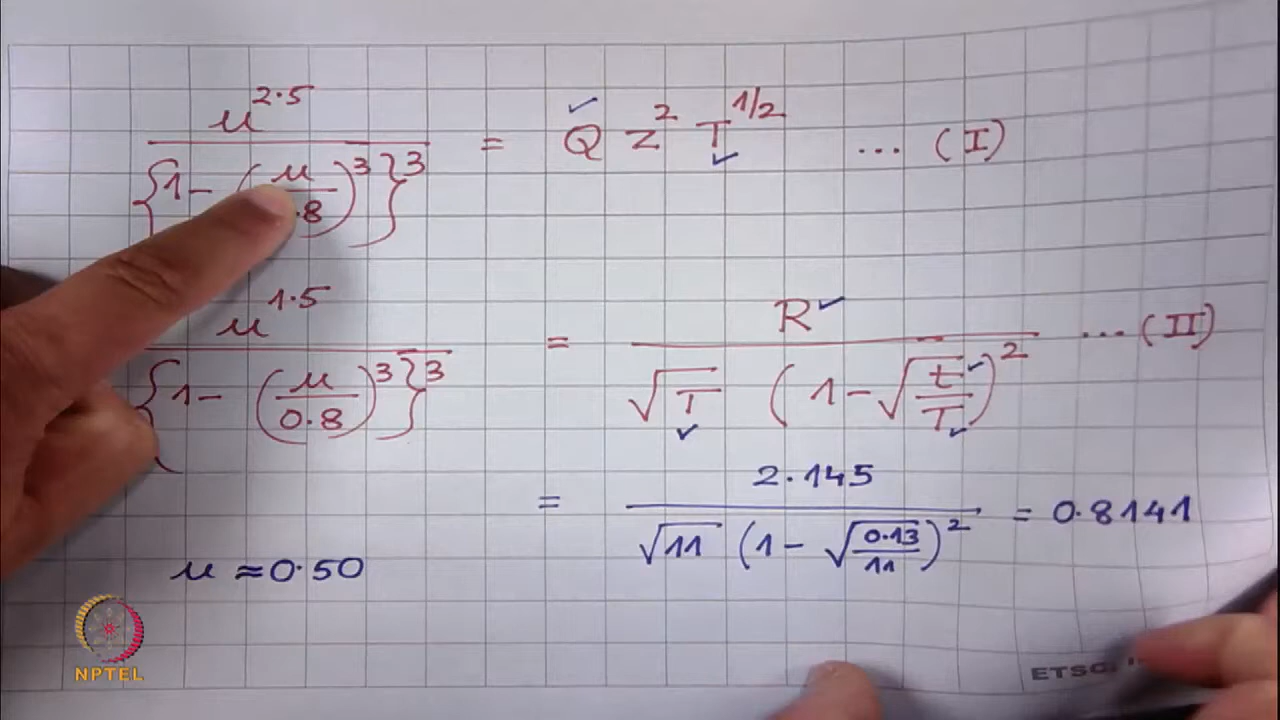 u^2.5 / {1 - (u/0.8)^3}^3 = Q z^2 T^1/2 ... (I)
u^1.5 / {1 - (u/0.8)^3}^3 = R / √T (1 - √(t/T))^2 ... (II)
= 2.145 / √11 (1 - √(0.13/11))^2 = 0.8141
u ≈ 0.50
NPTEL